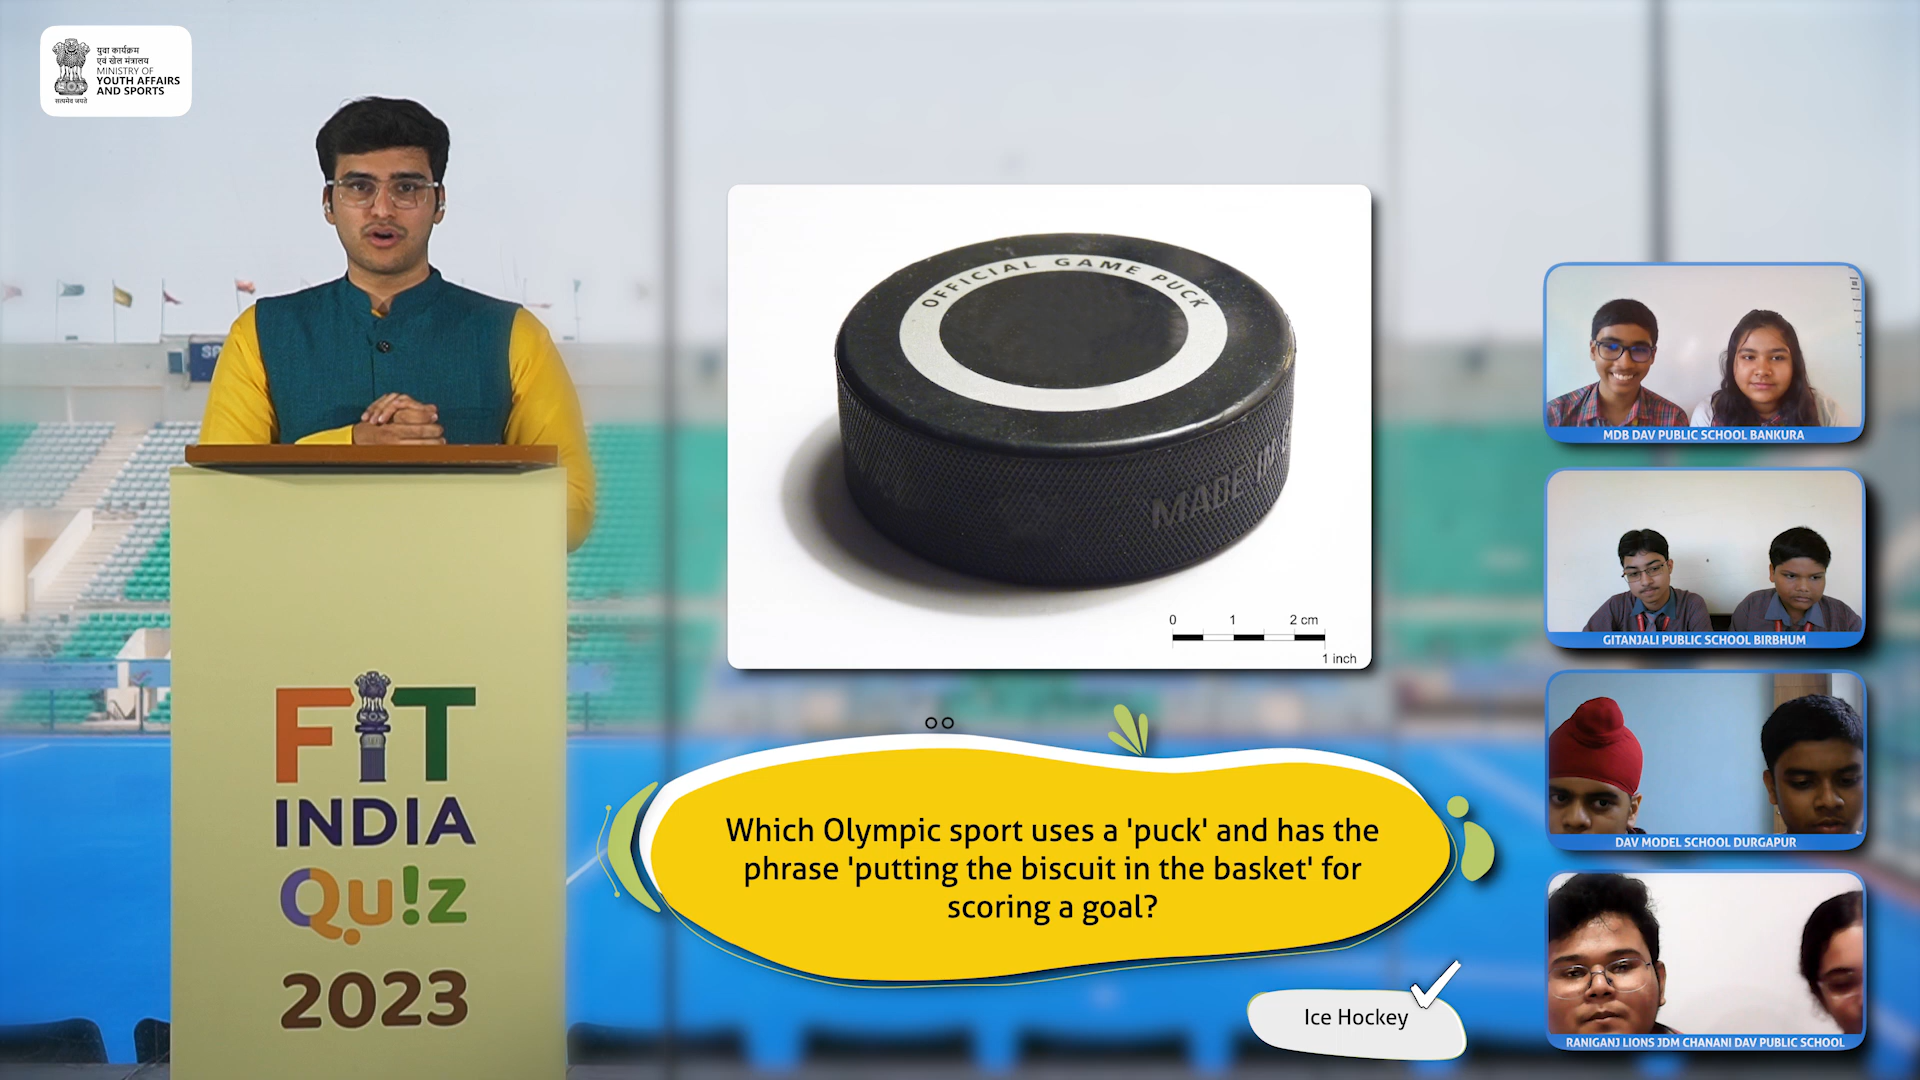 युवा कार्यक्रम
एवं खेल मंत्रालय
MINISTRY OF
YOUTH AFFAIRS
AND SPORTS
सत्यमेव जयते
OFFICIAL GAME PUCK
MADE IN
0 1 2 cm
1 inch
Which Olympic sport uses a 'puck' and has the
phrase 'putting the biscuit in the basket' for
scoring a goal?
Ice Hockey
FIT
INDIA
Qu!z
2023
MDB DAV PUBLIC SCHOOL BANKURA
GITANJALI PUBLIC SCHOOL BIRBHUM
DAV MODEL SCHOOL DURGAPUR
RANIGANJ LIONS JDM CHANANI DAV PUBLIC SCHOOL